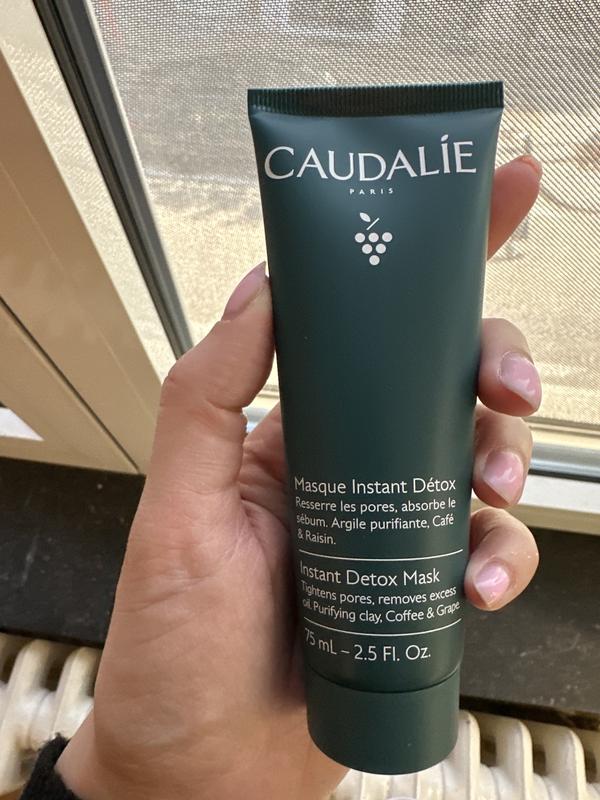 CAUDALÍE
PARIS
Masque Instant Détox
Resserre les pores, absorbe le
sébum. Argile purifiante, Café
& Raisin.
Instant Detox Mask
Tightens pores, removes excess
oil. Purifying clay, Coffee & Grape.
75 mL – 2.5 Fl. Oz.